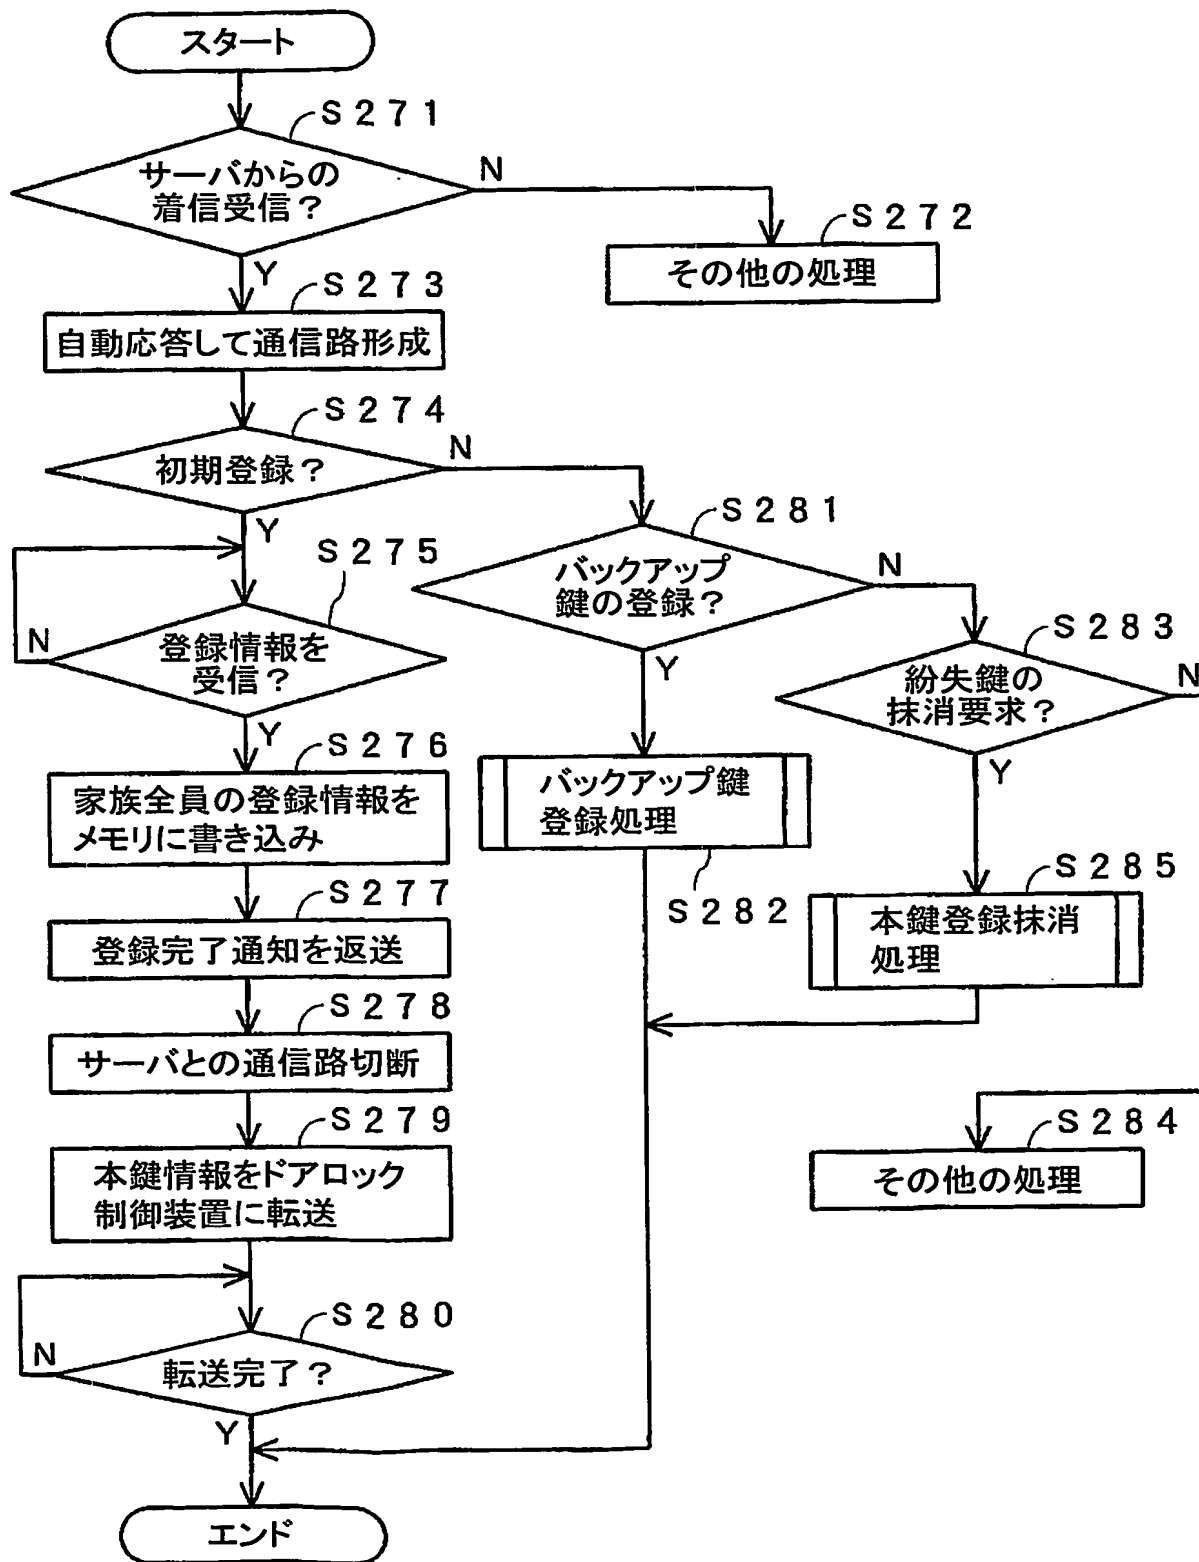 スタート
S271
サーバからの
着信受信?
N
Y
S272
その他の処理
S273
自動応答して通信路形成
S274
初期登録?
N
Y
S275
登録情報を
受信?
N
Y
S276
家族全員の登録情報を
メモリに書き込み
S277
登録完了通知を返送
S278
サーバとの通信路切断
S279
本鍵情報をドアロック
制御装置に転送
S280
転送完了?
N
Y
エンド
S281
バックアップ
鍵の登録?
N
Y
バックアップ鍵
登録処理
S282
S283
紛失鍵の
抹消要求?
N
Y
S285
本鍵登録抹消
処理
S284
その他の処理